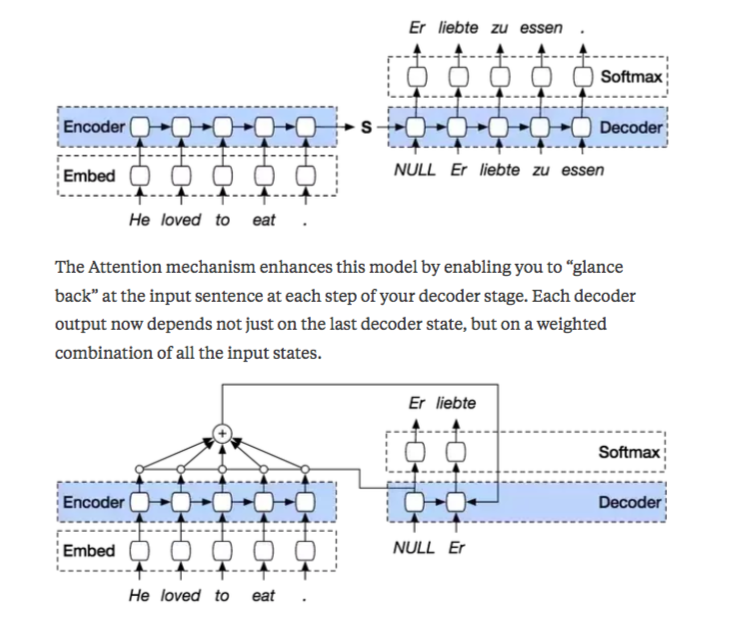 Er liebte zu essen .
Softmax
Encoder S Decoder
Embed NULL Er liebte zu essen
He loved to eat .
The Attention mechanism enhances this model by enabling you to “glance
back” at the input sentence at each step of your decoder stage. Each decoder
output now depends not just on the last decoder state, but on a weighted
combination of all the input states.
Er liebte
+
Softmax
Encoder Decoder
Embed NULL Er
He loved to eat .